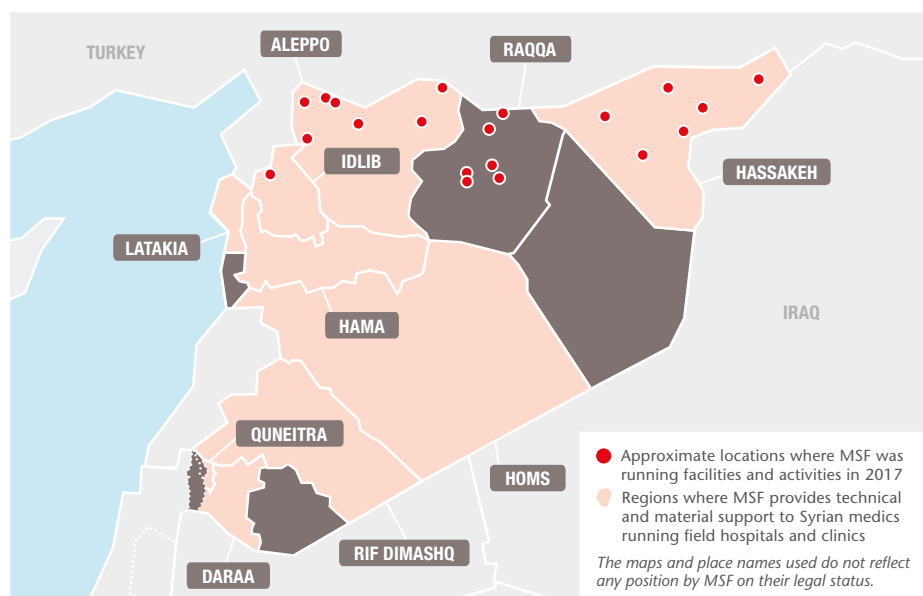 TURKEY
ALEPPO
RAQQA
IDLIB
HASSAKEH
LATAKIA
HAMA
IRAQ
QUNEITRA
HOMS
RIF DIMASHQ
DARAA
Approximate locations where MSF was
running facilities and activities in 2017
Regions where MSF provides technical
and material support to Syrian medics
running field hospitals and clinics
The maps and place names used do not reflect
any position by MSF on their legal status.